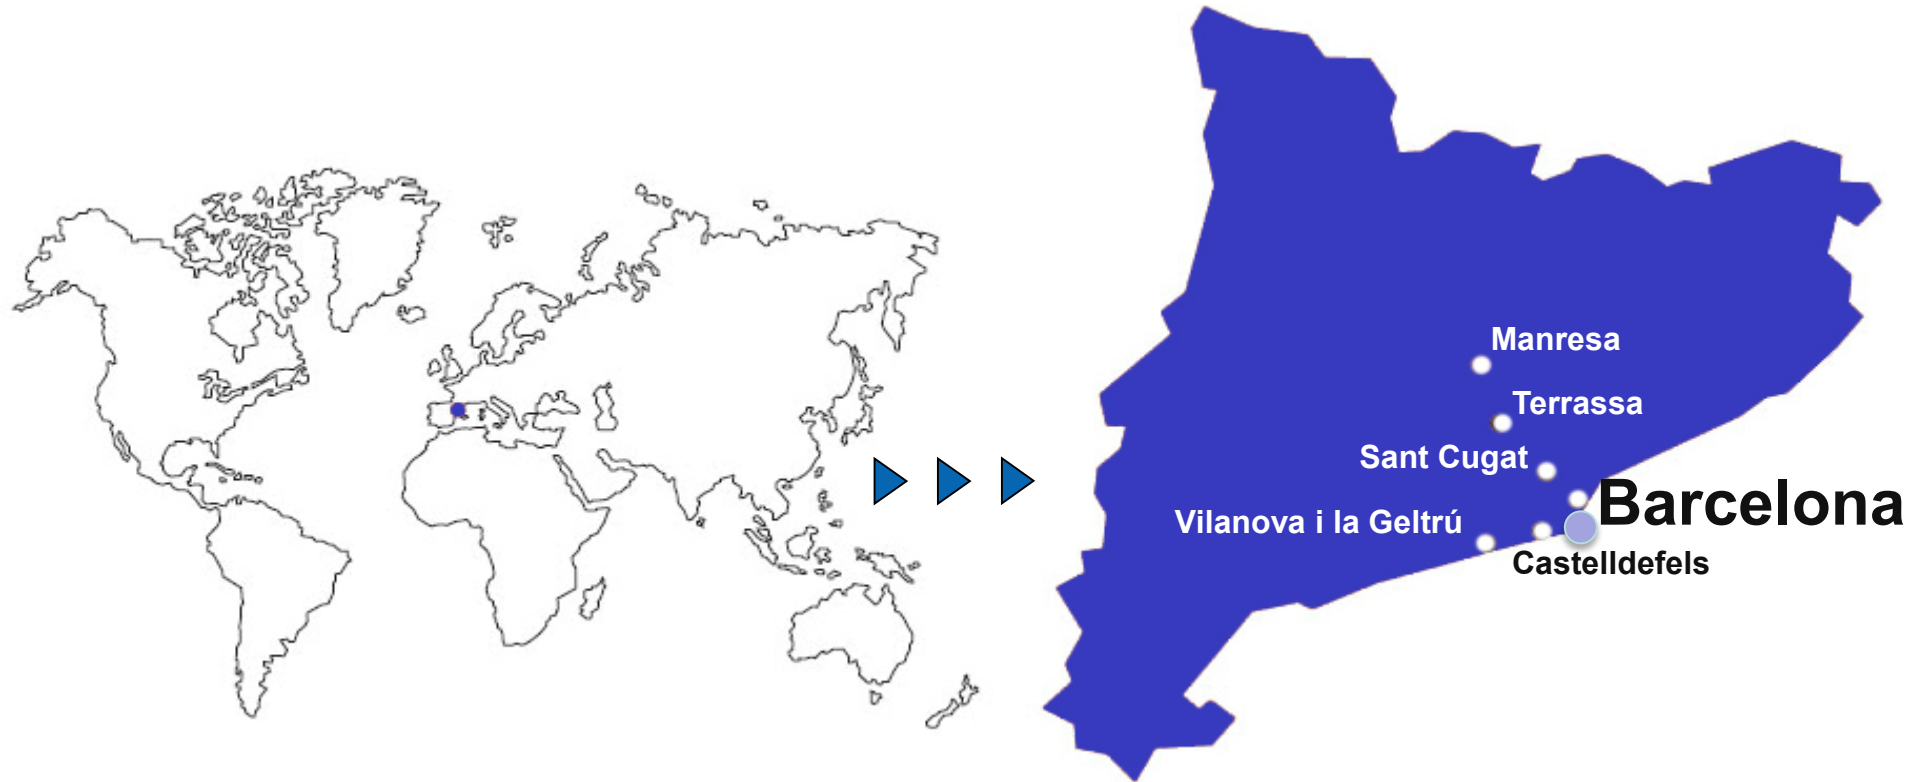 Manresa
Terrassa
Sant Cugat
Barcelona
Vilanova i la Geltrú
Castelldefels